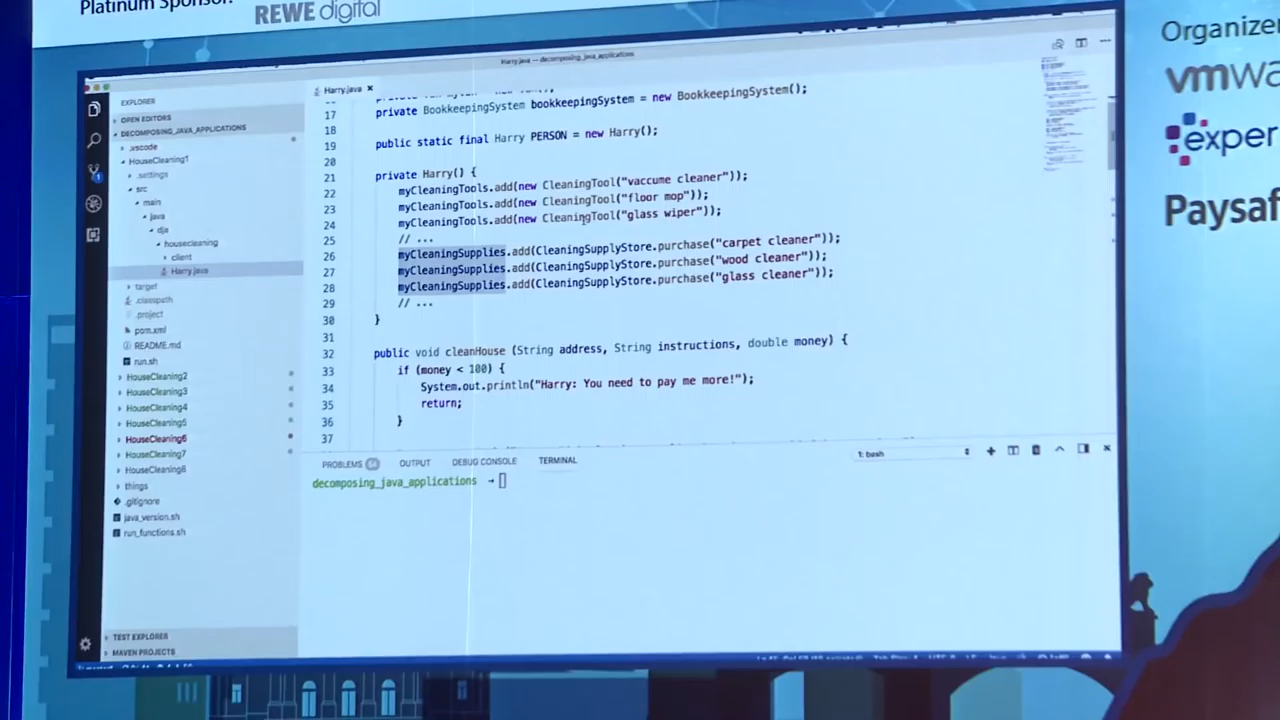 Platinum Sponsor:
REWE digital
Organizer
vmwa
exper
Paysaf
Harry.java — decomposing_java_applications
EXPLORER
OPEN EDITORS
DECOMPOSING_JAVA_APPLICATIONS
.vscode
HouseCleaning1
.settings
src
main
java
dja
housecleaning
client
Harry.java
target
.classpath
.project
pom.xml
README.md
run.sh
HouseCleaning2
HouseCleaning3
HouseCleaning4
HouseCleaning5
HouseCleaning6
HouseCleaning7
HouseCleaning8
things
.gitignore
java_version.sh
run_functions.sh
TEST EXPLORER
MAVEN PROJECTS
Harry.java
17 private BookkeepingSystem bookkeepingSystem = new BookkeepingSystem();
18
19 public static final Harry PERSON = new Harry();
20
21 private Harry() {
22 myCleaningTools.add(new CleaningTool("vaccume cleaner"));
23 myCleaningTools.add(new CleaningTool("floor mop"));
24 myCleaningTools.add(new CleaningTool("glass wiper"));
25 // ...
26 myCleaningSupplies.add(CleaningSupplyStore.purchase("carpet cleaner"));
27 myCleaningSupplies.add(CleaningSupplyStore.purchase("wood cleaner"));
28 myCleaningSupplies.add(CleaningSupplyStore.purchase("glass cleaner"));
29 // ...
30 }
31
32 public void cleanHouse (String address, String instructions, double money) {
33 if (money < 100) {
34 System.out.println("Harry: You need to pay me more!");
35 return;
36 }
37
PROBLEMS 64 OUTPUT DEBUG CONSOLE TERMINAL 1: bash
decomposing_java_applications →